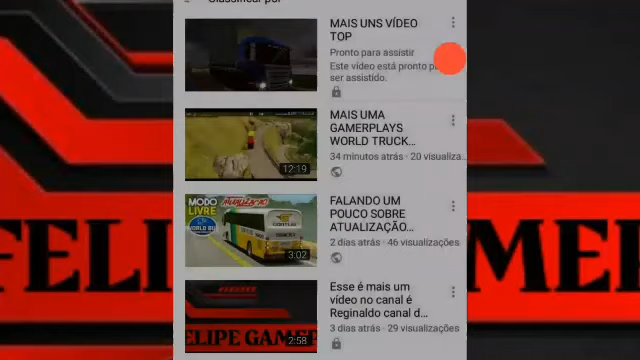 MAIS UNS VÍDEO
TOP
Pronto para assistir
Este vídeo está pronto
ser assistido.
MAIS UMA
GAMERPLAYS
WORLD TRUCK...
34 minutos atrás · 20 visualiza...
12:19
FALANDO UM
POUCO SOBRE
ATUALIZAÇÃO...
2 dias atrás · 46 visualizações
MODO
LIVRE
3:02
Esse é mais um
vídeo no canal é
Reginaldo canal d...
3 dias atrás · 29 visualizações
2:58